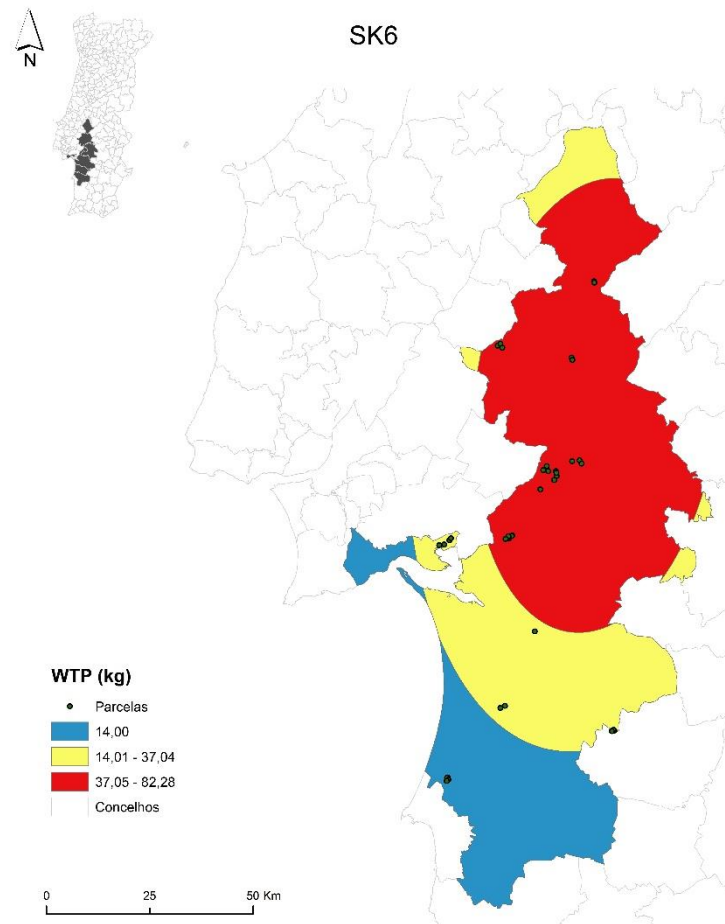 SK6
N
WTP (kg)
Parcelas
14,00
14,01 - 37,04
37,05 - 82,28
Concelhos
0 25 50 Km